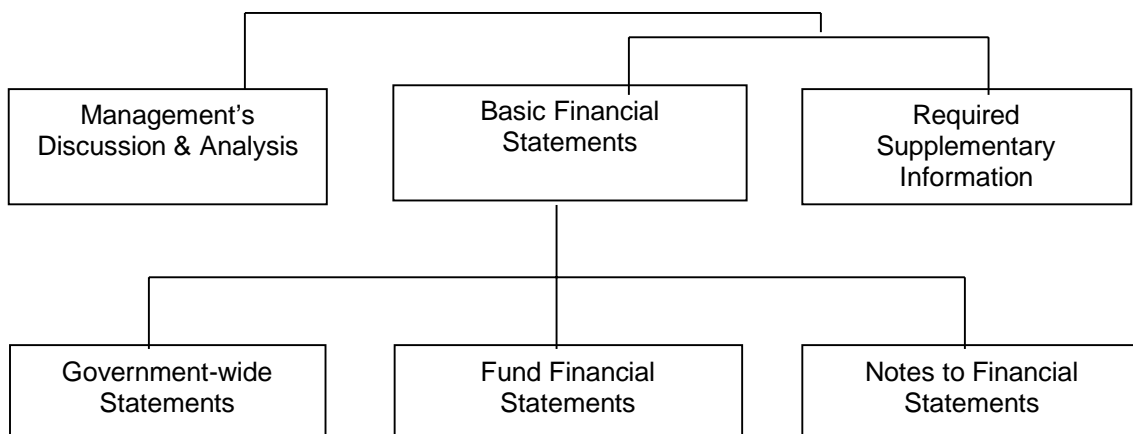 Management’s
Discussion & Analysis
Basic Financial
Statements
Required
Supplementary
Information
Government-wide
Statements
Fund Financial
Statements
Notes to Financial
Statements